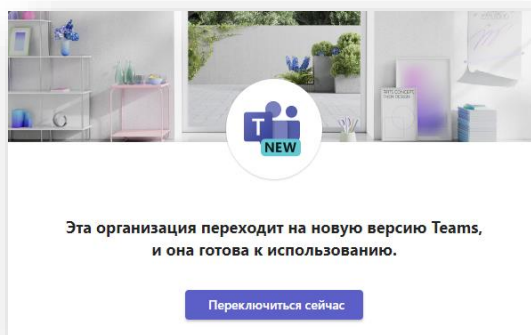 T
NEW
Эта организация переходит на новую версию Teams,
и она готова к использованию.
Переключиться сейчас